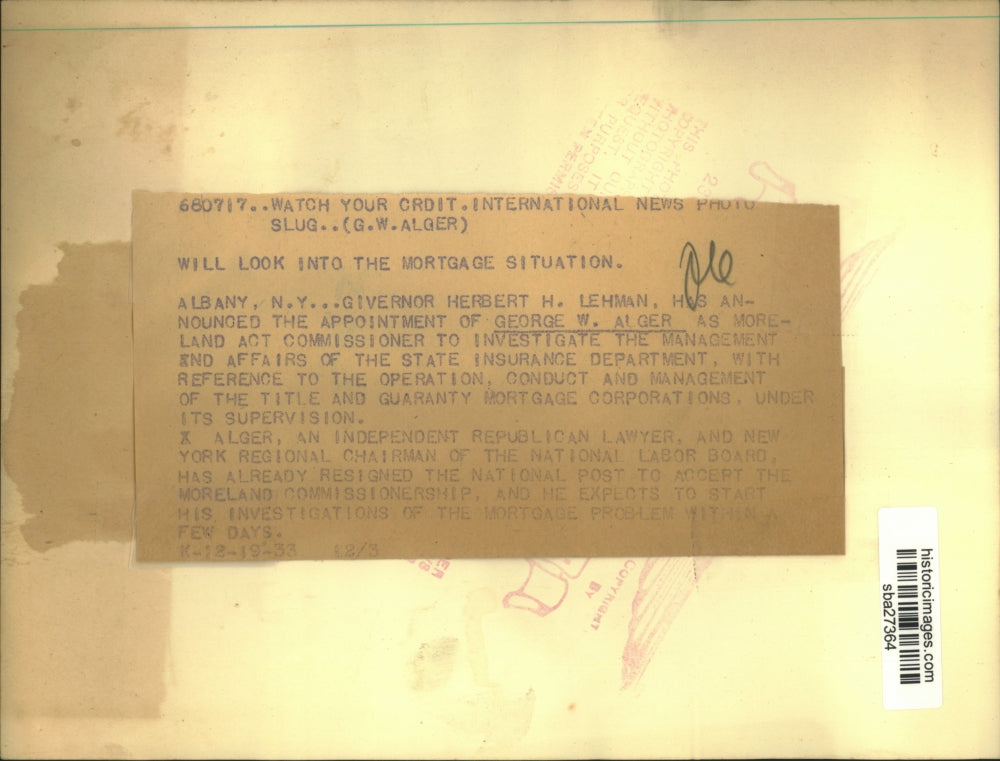 680717..WATCH YOUR CRDIT.INTERNATIONAL NEWS PHOTO
SLUG..(G.W.ALGER)
WILL LOOK INTO THE MORTGAGE SITUATION.
ALBANY, N.Y...GIVERNOR HERBERT H. LEHMAN, HAS AN-
NOUNCED THE APPOINTMENT OF GEORGE W. ALGER AS MORE-
LAND ACT COMMISSIONER TO INVESTIGATE THE MANAGEMENT
AND AFFAIRS OF THE STATE INSURANCE DEPARTMENT, WITH
REFERENCE TO THE OPERATION, CONDUCT AND MANAGEMENT
OF THE TITLE AND GUARANTY MORTGAGE CORPORATIONS, UNDER
ITS SUPERVISION.
X ALGER, AN INDEPENDENT REPUBLICAN LAWYER, AND NEW
YORK REGIONAL CHAIRMAN OF THE NATIONAL LABOR BOARD,
HAS ALREADY RESIGNED THE NATIONAL POST TO ACCEPT THE
MORELAND COMMISSIONERSHIP, AND HE EXPECTS TO START
HIS INVESTIGATIONS OF THE MORTGAGE PROBLEM WITHIN A
FEW DAYS.
K-12-19-33 12/3
COPYRIGHT
BY
historicimages.com
sba27364